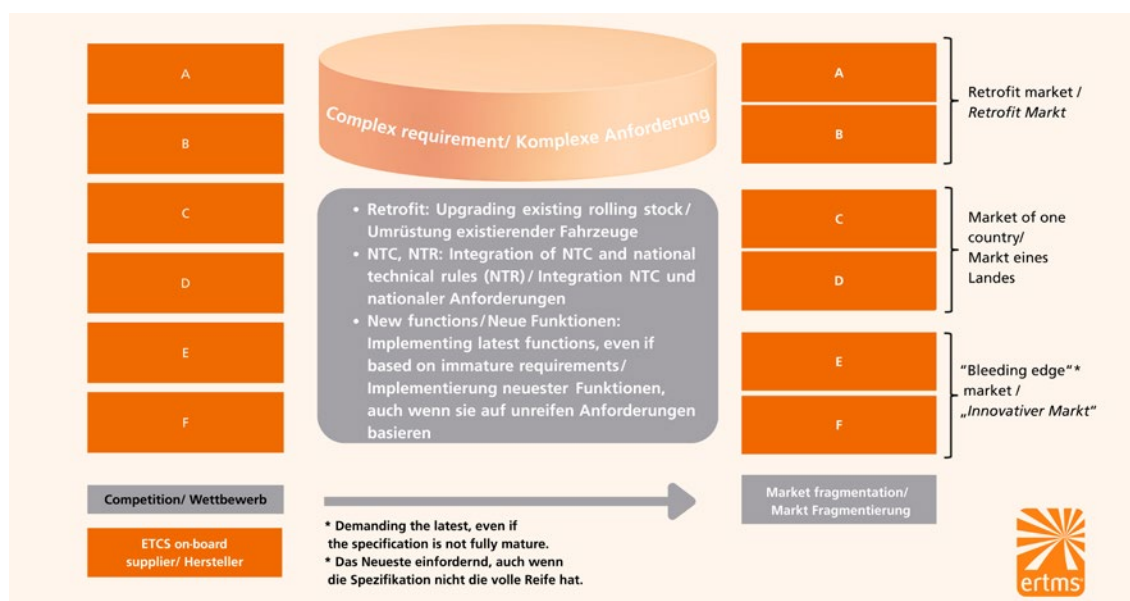 A
B
C
D
E
F
Competition/ Wettbewerb
ETCS on-board
supplier/ Hersteller
Complex requirement/ Komplexe Anforderung
• Retrofit: Upgrading existing rolling stock/
Umrüstung existierender Fahrzeuge
• NTC, NTR: Integration of NTC and national
technical rules (NTR)/ Integration NTC und
nationaler Anforderungen
• New functions/Neue Funktionen:
Implementing latest functions, even if
based on immature requirements/
Implementierung neuester Funktionen,
auch wenn sie auf unreifen Anforderungen
basieren
* Demanding the latest, even if
the specification is not fully mature.
* Das Neueste einfordernd, auch wenn
die Spezifikation nicht die volle Reife hat.
A
B
Retrofit market /
Retrofit Markt
C
D
Market of one
country/
Markt eines
Landes
E
F
"Bleeding edge"*
market /
„Innovativer Markt"
Market fragmentation/
Markt Fragmentierung
ertms